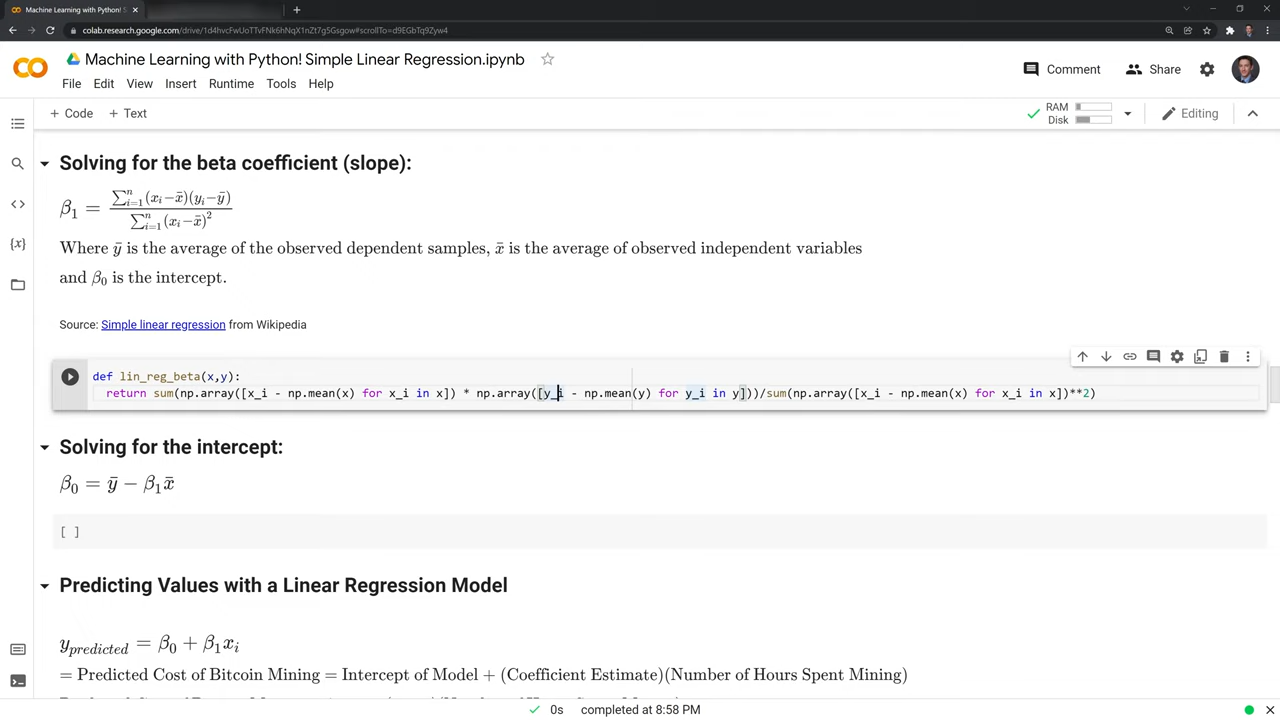 Machine Learning with Python! Sim
colab.research.google.com/drive/1d4hvcFwUoTTvFNk6hNqX1nZt7g5Gsgow#scrollTo=d9EGbTq9Zyw4
Machine Learning with Python! Simple Linear Regression.ipynb
Comment
Share
File Edit View Insert Runtime Tools Help
+ Code + Text
RAM
Disk
Editing
Solving for the beta coefficient (slope):
β₁ = ∑ⁿᵢ₌₁(xᵢ−x̄)(yᵢ−ȳ) / ∑ⁿᵢ₌₁(xᵢ−x̄)²
Where ȳ is the average of the observed dependent samples, x̄ is the average of observed independent variables
and β₀ is the intercept.
Source: Simple linear regression from Wikipedia
def lin_reg_beta(x,y):
return sum(np.array([x_i - np.mean(x) for x_i in x]) * np.array([y_i - np.mean(y) for y_i in y]))/sum(np.array([x_i - np.mean(x) for x_i in x])**2)
Solving for the intercept:
β₀ = ȳ − β₁x̄
[ ]
Predicting Values with a Linear Regression Model
y_predicted = β₀ + β₁xᵢ
= Predicted Cost of Bitcoin Mining = Intercept of Model + (Coefficient Estimate)(Number of Hours Spent Mining)
0s completed at 8:58 PM